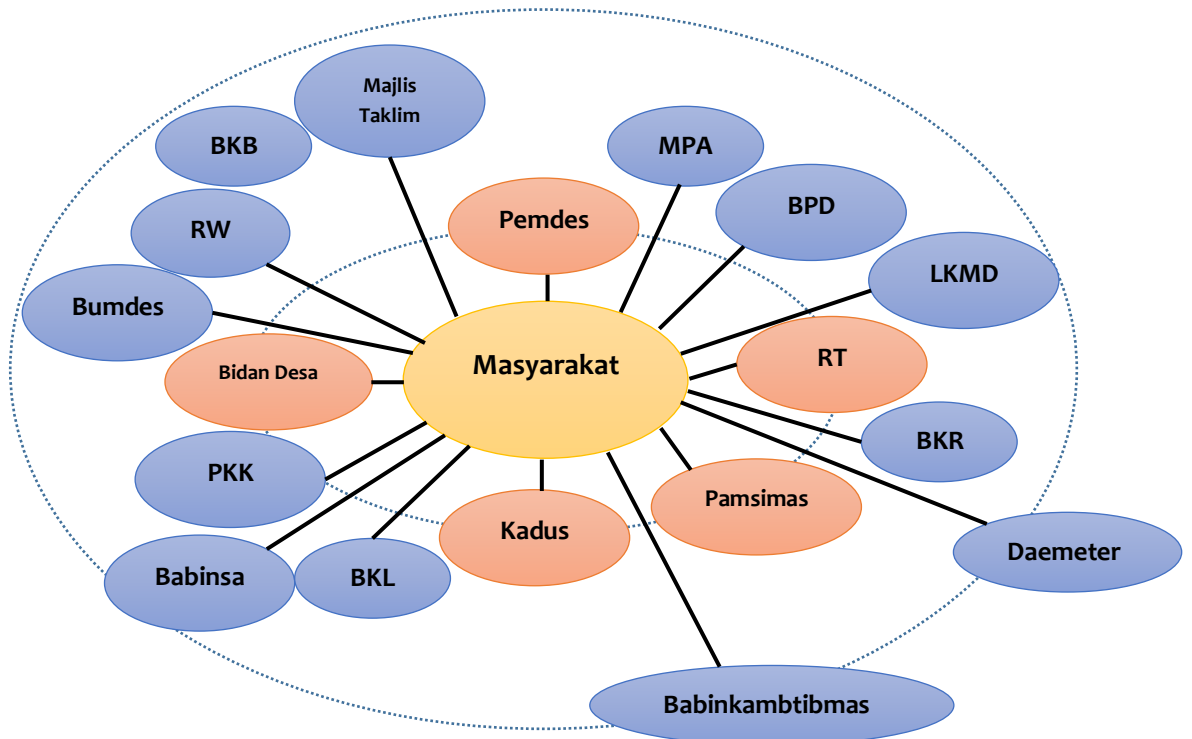 Majlis
Taklim
BKB
MPA
BPD
Pemdes
RW
LKMD
Bumdes
Masyarakat
RT
Bidan Desa
BKR
PKK
Pamsimas
Kadus
Daemeter
Babinsa
BKL
Babinkambtibmas